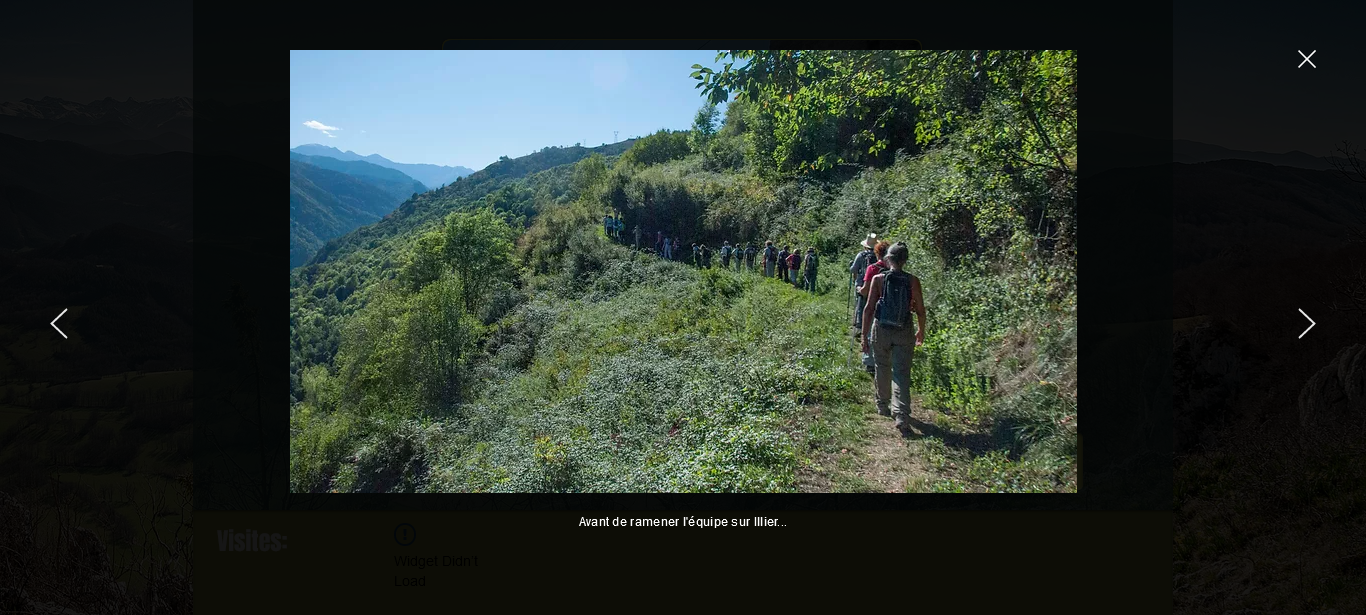 Avant de ramener l'équipe sur Illier...
Visites:
Widget Didn't
Load